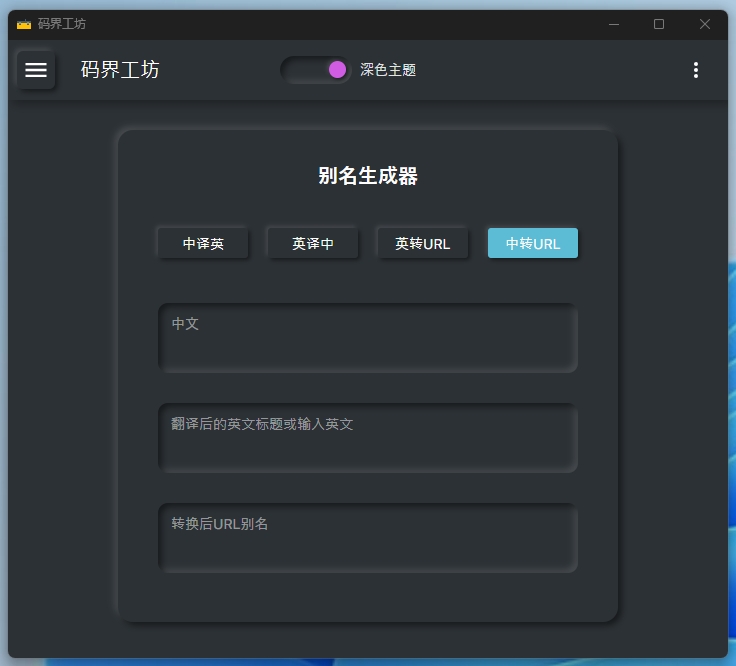 码界工坊
码界工坊
深色主题
别名生成器
中译英
英译中
英转URL
中转URL
中文
翻译后的英文标题或输入英文
转换后URL别名